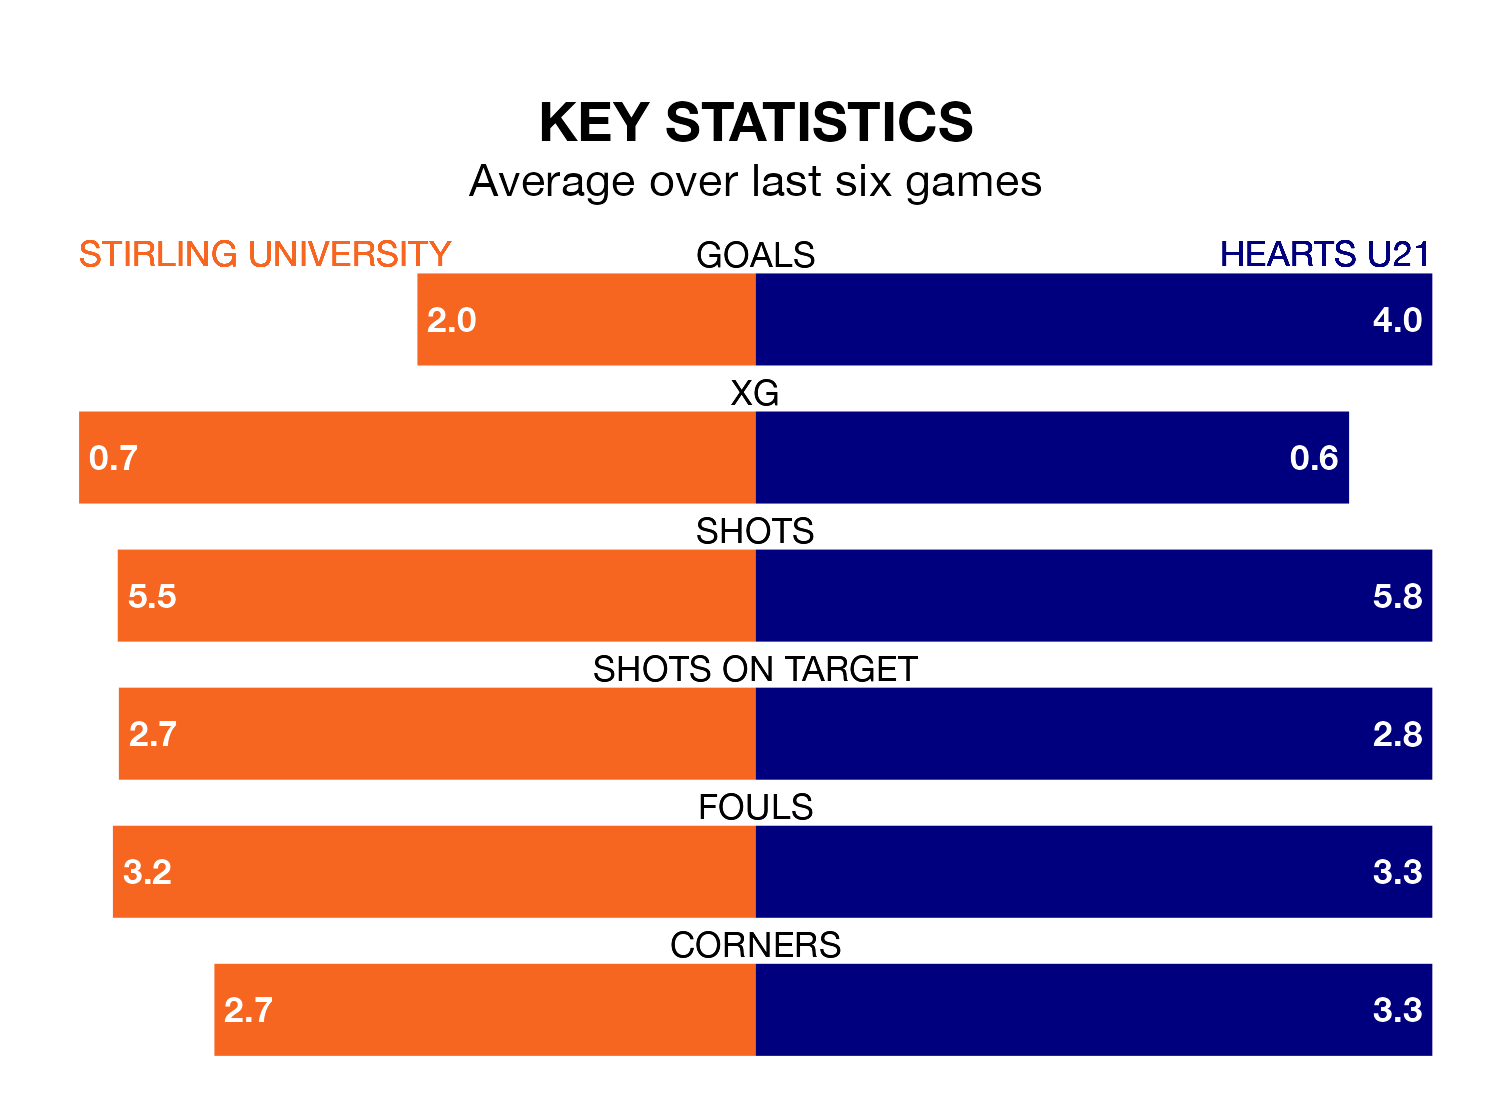 KEY STATISTICS
Average over last six games
STIRLING UNIVERSITY GOALS HEARTS U21
2.0 4.0
XG
0.7 0.6
SHOTS
5.5 5.8
SHOTS ON TARGET
2.7 2.8
FOULS
3.2 3.3
CORNERS
2.7 3.3